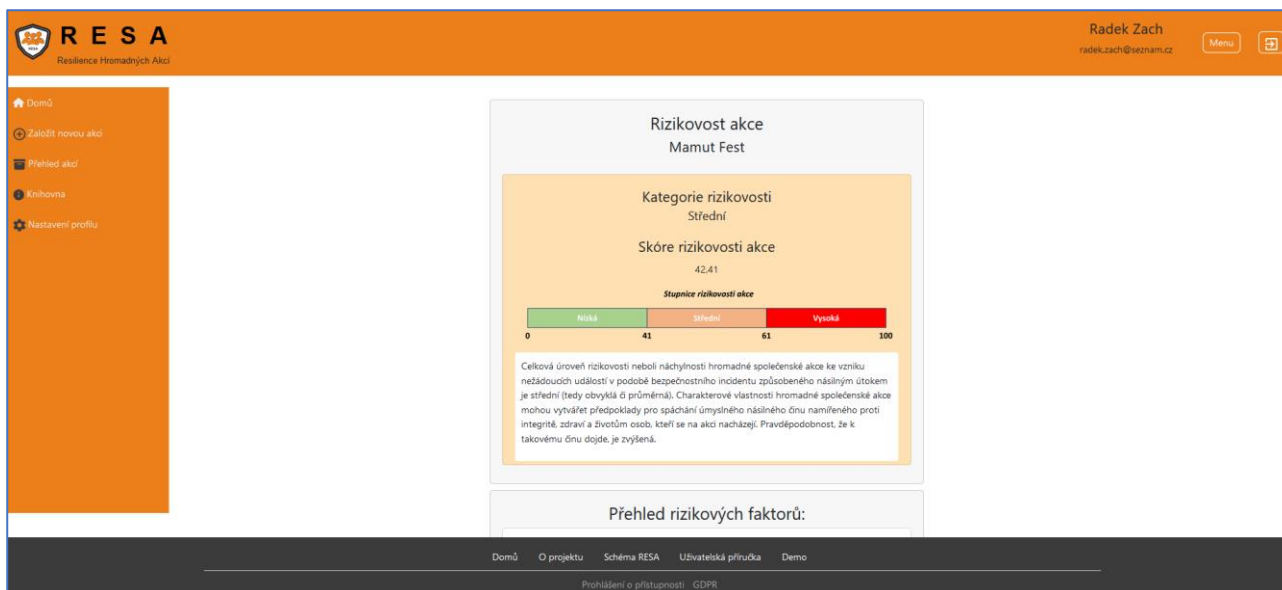 RESA
Resilience Hromadných Akcí
Radek Zach
radek.zach@seznam.cz
Menu
Domů
Založit novou akci
Přehled akcí
Knihovna
Nastavení profilu
Rizikovost akce
Mamut Fest
Kategorie rizikovosti
Střední
Skóre rizikovosti akce
42,41
Stupnice rizikovosti akce
Nízká Střední Vysoká
0 41 61 100
Celková úroveň rizikovosti neboli náchylnosti hromadné společenské akce ke vzniku
nežádoucích událostí v podobě bezpečnostního incidentu způsobeného násilným útokem
je střední (tedy obvyklá či průměrná). Charakterové vlastnosti hromadné společenské akce
mohou vytvářet předpoklady pro spáchání úmyslného násilného činu namířeného proti
integritě, zdraví a životům osob, kteří se na akci nacházejí. Pravděpodobnost, že k
takovému činu dojde, je zvýšená.
Přehled rizikových faktorů:
Domů O projektu Schéma RESA Uživatelská příručka Demo
Prohlášení o přístupnosti GDPR